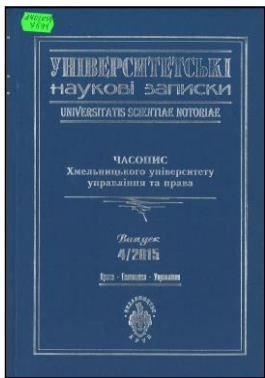 УНІВЕРСИТЕТСЬКІ
наукові записки
UNIVERSITATIS SCIENTIAE NOTORIAE
ЧАСОПИС
Хмельницького університету
управління та права
Випуск
4/2015
Право - Економіка - Управління